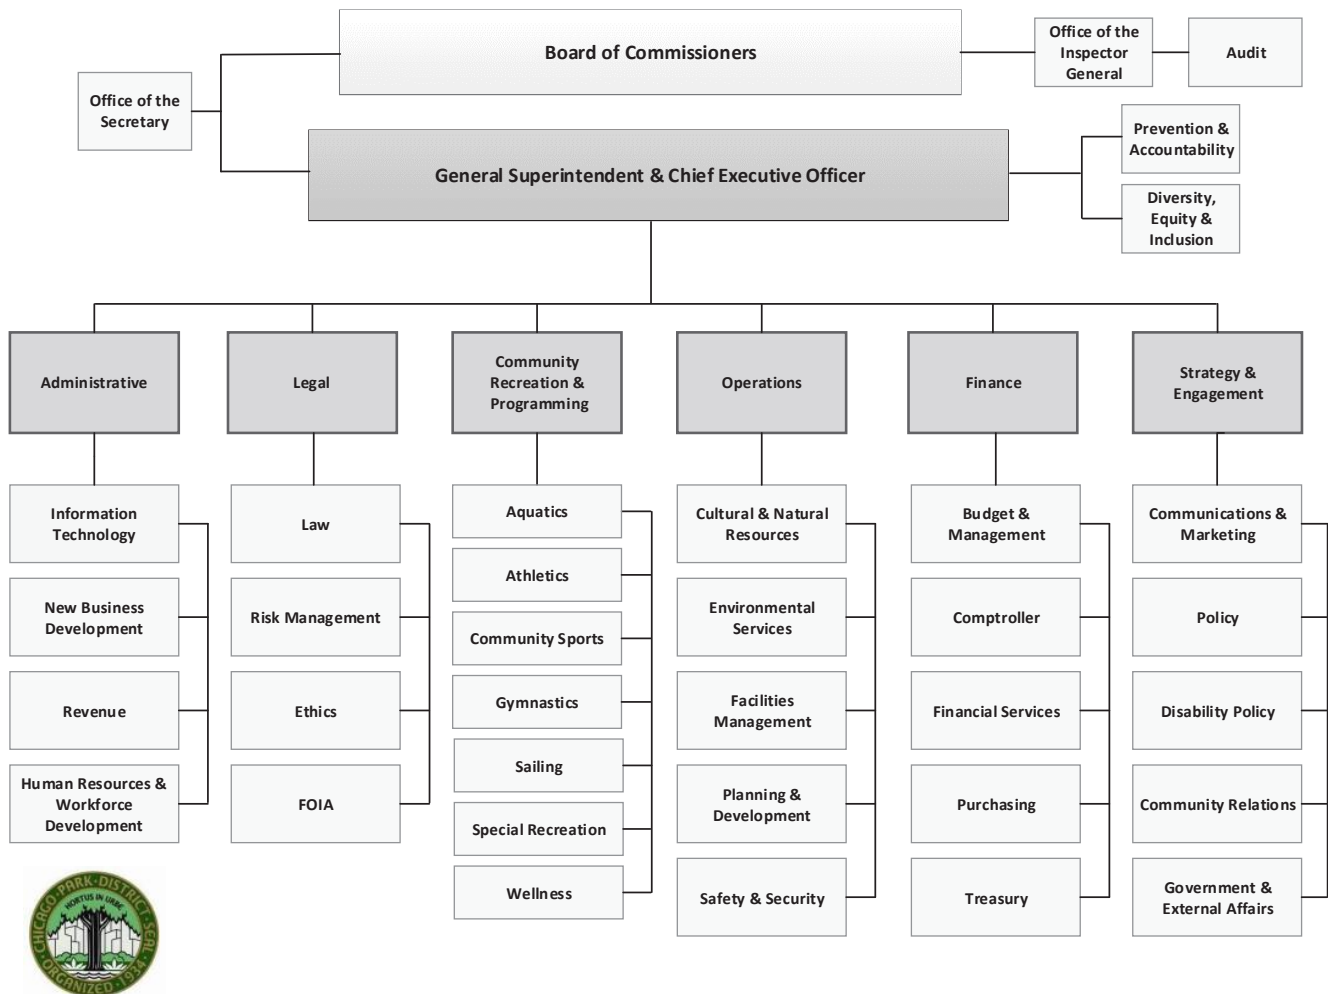 Board of Commissioners
Office of the
Inspector
General
Audit
Office of the
Secretary
General Superintendent & Chief Executive Officer
Prevention &
Accountability
Diversity,
Equity &
Inclusion
Administrative
Legal
Community
Recreation &
Programming
Operations
Finance
Strategy &
Engagement
Information
Technology
New Business
Development
Revenue
Human Resources &
Workforce
Development
Law
Risk Management
Ethics
FOIA
Aquatics
Athletics
Community Sports
Gymnastics
Sailing
Special Recreation
Wellness
Cultural & Natural
Resources
Environmental
Services
Facilities
Management
Planning &
Development
Safety & Security
Budget &
Management
Comptroller
Financial Services
Purchasing
Treasury
Communications &
Marketing
Policy
Disability Policy
Community Relations
Government &
External Affairs
CHICAGO·PARK·DISTRICT·SEAL
HORTUS IN URBE
ORGANIZED·1934